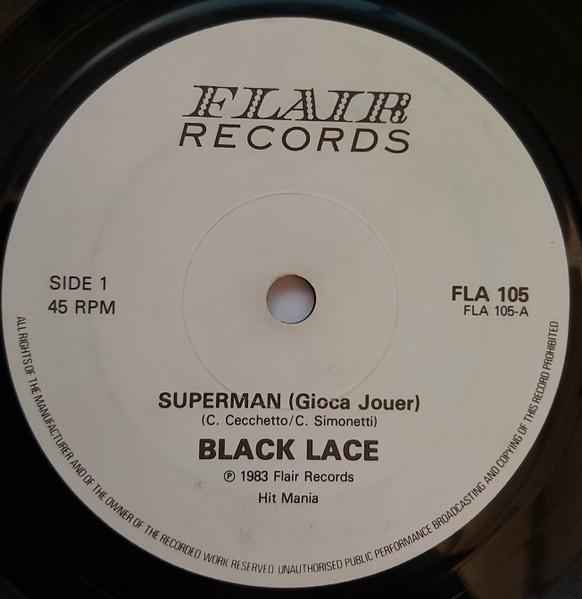 FLAIR
RECORDS
SIDE 1
45 RPM
FLA 105
FLA 105-A
SUPERMAN (Gioca Jouer)
(C. Cecchetto/C. Simonetti)
BLACK LACE
℗ 1983 Flair Records
Hit Mania
ALL RIGHTS OF THE MANUFACTURER AND OF THE OWNER OF THE RECORDED WORK RESERVED UNAUTHORISED PUBLIC PERFORMANCE BROADCASTING AND COPYING OF THIS RECORD PROHIBITED